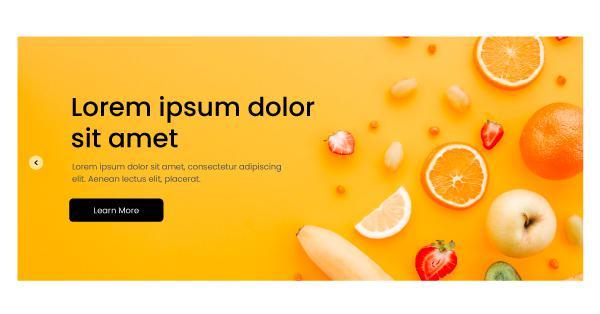 Lorem ipsum dolor
sit amet
Lorem ipsum dolor sit amet, consectetur adipiscing
elit. Aenean lectus elit, placerat.
Learn More